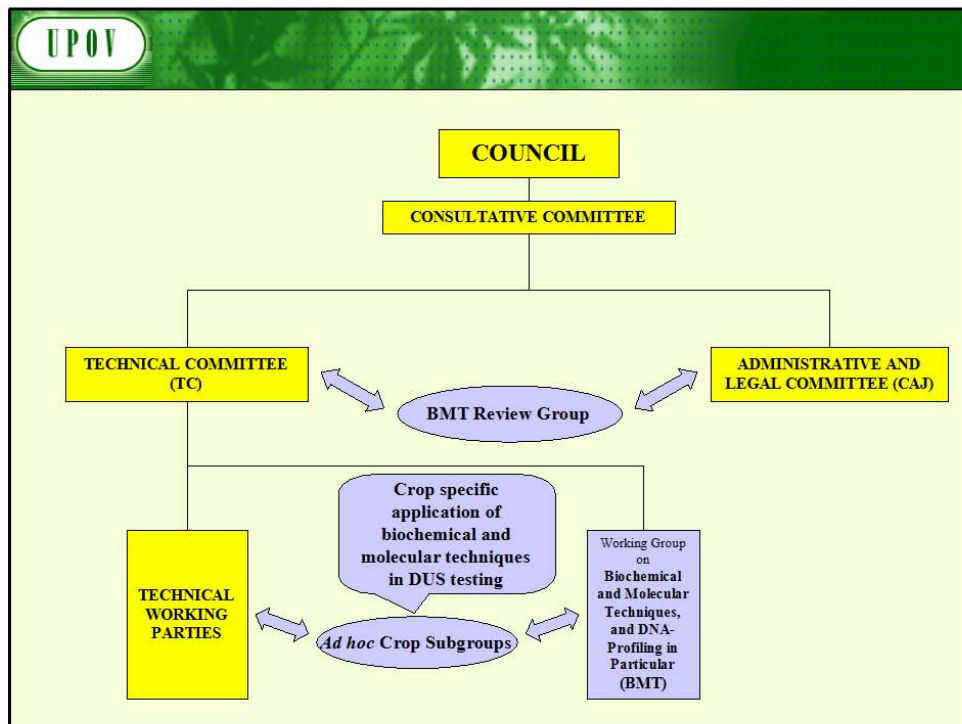 UPOV
COUNCIL
CONSULTATIVE COMMITTEE
TECHNICAL COMMITTEE
(TC)
ADMINISTRATIVE AND
LEGAL COMMITTEE (CAJ)
BMT Review Group
Crop specific
application of
biochemical and
molecular techniques
in DUS testing
TECHNICAL
WORKING
PARTIES
Ad hoc Crop Subgroups
Working Group
on
Biochemical
and Molecular
Techniques,
and DNA-
Profiling in
Particular
(BMT)